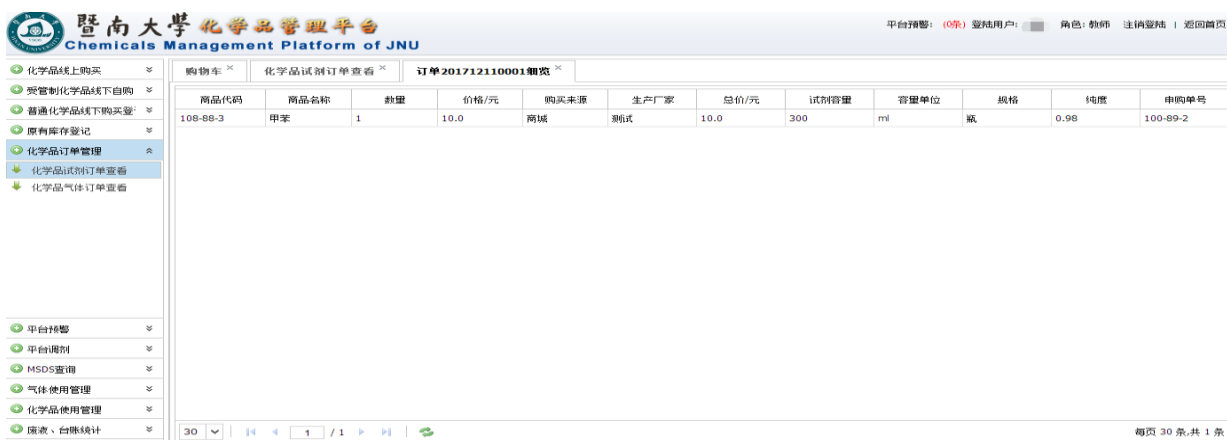 暨南大學 化学品管理平台
Chemicals Management Platform of JNU
平台预警: (0条) 登陆用户: 角色: 教师 注销登陆 | 返回首页
化学品线上购买
受管制化学品线下自购
普通化学品线下购买登
原有库存登记
化学品订单管理
化学品试剂订单查看
化学品气体订单查看
平台预警
平台调剂
MSDS查询
气体使用管理
化学品使用管理
废液、台账统计
购物车 × 化学品试剂订单查看 × 订单201712110001细览 ×
商品代码 商品名称 数量 价格/元 购买来源 生产厂家 总价/元 试剂容量 容量单位 规格 纯度 申购单号
108-88-3 甲苯 1 10.0 商城 测试 10.0 300 ml 瓶 0.98 100-89-2
30 1 / 1 每页 30 条,共 1 条